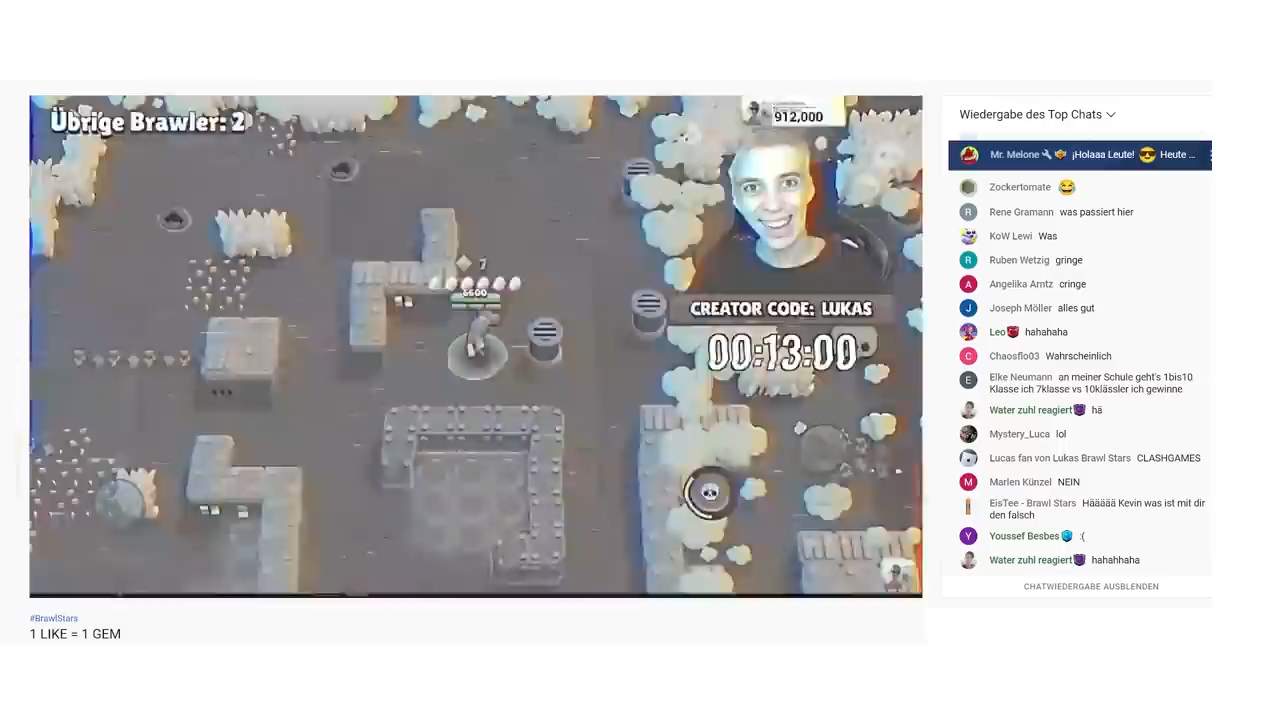 Übrige Brawler: 2
912,000
6600
CREATOR CODE: LUKAS
00:13:00
#BrawlStars
1 LIKE = 1 GEM
Wiedergabe des Top Chats
Mr. Melone ¡Holaaa Leute! Heute ...
Zockertomate
R Rene Gramann was passiert hier
KoW Lewi Was
R Ruben Wetzig gringe
A Angelika Arntz cringe
J Joseph Möller alles gut
Leo hahahaha
C Chaosflo03 Wahrscheinlich
E Elke Neumann an meiner Schule geht's 1bis10
Klasse ich 7klasse vs 10klässler ich gewinne
Water zuhl reagiert hä
Mystery_Luca lol
Lucas fan von Lukas Brawl Stars CLASHGAMES
M Marlen Künzel NEIN
EisTee - Brawl Stars Häääää Kevin was ist mit dir
den falsch
Y Youssef Besbes :(
Water zuhl reagiert hahahhaha
CHATWIEDERGABE AUSBLENDEN